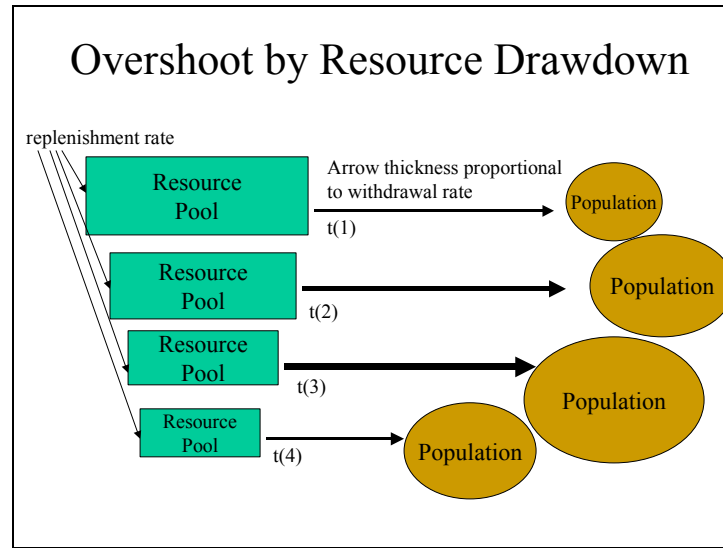 Overshoot by Resource Drawdown
replenishment rate
Resource
Pool
Arrow thickness proportional
to withdrawal rate
t(1)
Population
Resource
Pool
t(2)
Population
Resource
Pool
t(3)
Population
Resource
Pool
t(4)
Population